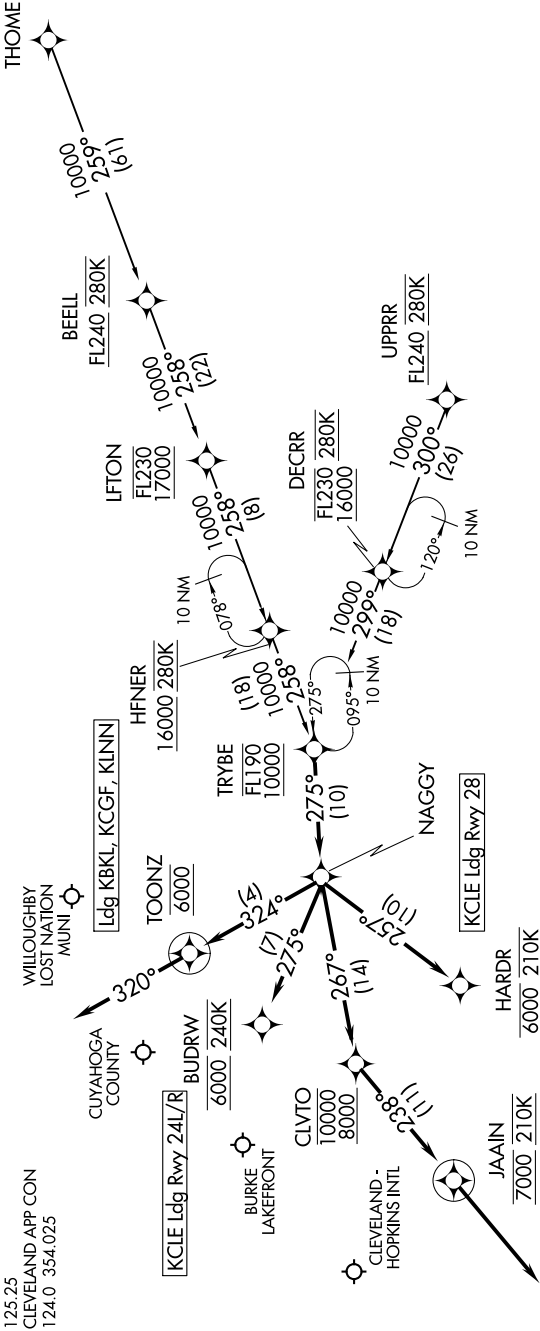 125.25
CLEVELAND APP CON
124.0 354.025
THOME
10000
259°
(61)
BEELL
FL240 280K
10000
258°
(22)
LFTON
FL230
17000
10000
258°
(8)
10 NM
078°
HFNER
16000 280K
(18)
10000
258°
UPPRR
FL240 280K
10000
300°
(26)
DECRR
FL230 280K
16000
120°
10 NM
10000
299°
(18)
275°
095°
10 NM
TRYBE
FL190
10000
275°
(10)
NAGGY
Ldg KBKL, KCGF, KLNN
WILLOUGHBY
LOST NATION
MUNI
TOONZ
6000
(4)
324°
320°
CUYAHOGA
COUNTY
(7)
275°
BUDRW
6000 240K
KCLE Ldg Rwy 24L/R
267°
(14)
257°
(10)
KCLE Ldg Rwy 28
HARDR
6000 210K
BURKE
LAKEFRONT
CLVTO
10000
8000
238°
(11)
JAAIN
7000 210K
CLEVELAND -
HOPKINS INTL